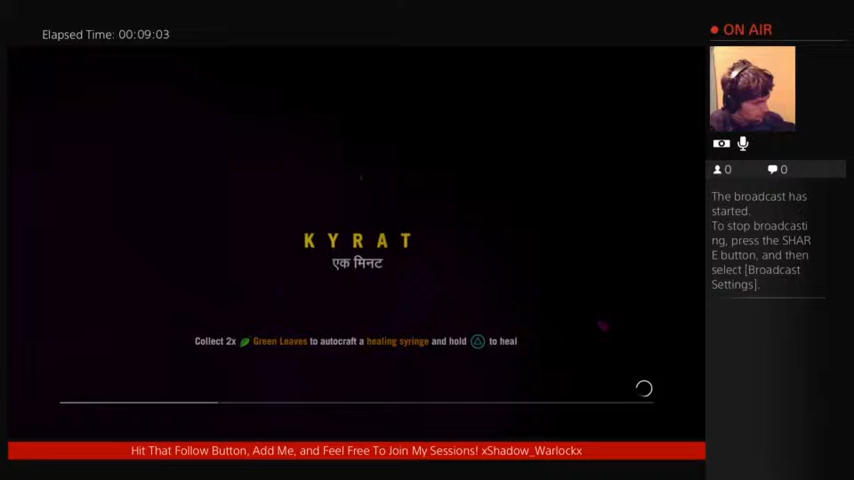 Elapsed Time: 00:09:03
ON AIR
0 0
The broadcast has
started.
To stop broadcasti
ng, press the SHAR
E button, and then
select [Broadcast
Settings].
KYRAT
एक मिनट
Collect 2x Green Leaves to autocraft a healing syringe and hold to heal
Hit That Follow Button, Add Me, and Feel Free To Join My Sessions! xShadow_Warlockx